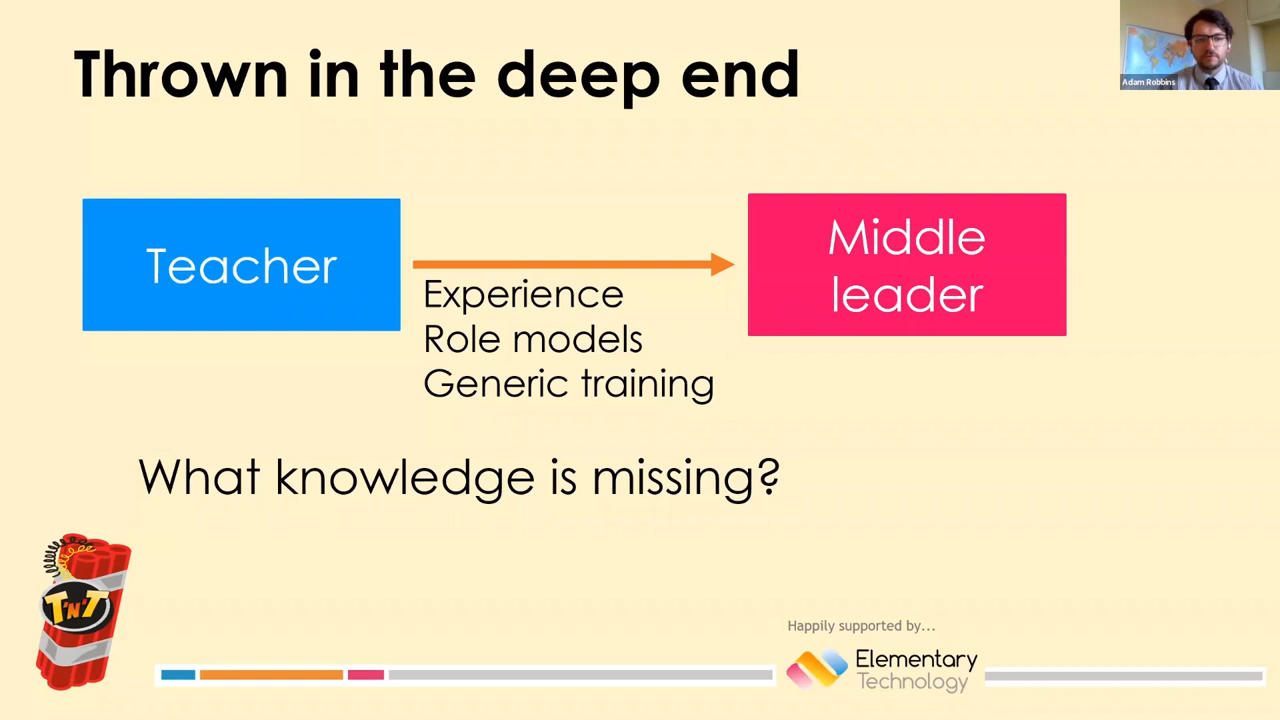 Thrown in the deep end
Adam Robbins
Teacher
Middle
leader
Experience
Role models
Generic training
What knowledge is missing?
T'N'T
Happily supported by...
Elementary
Technology